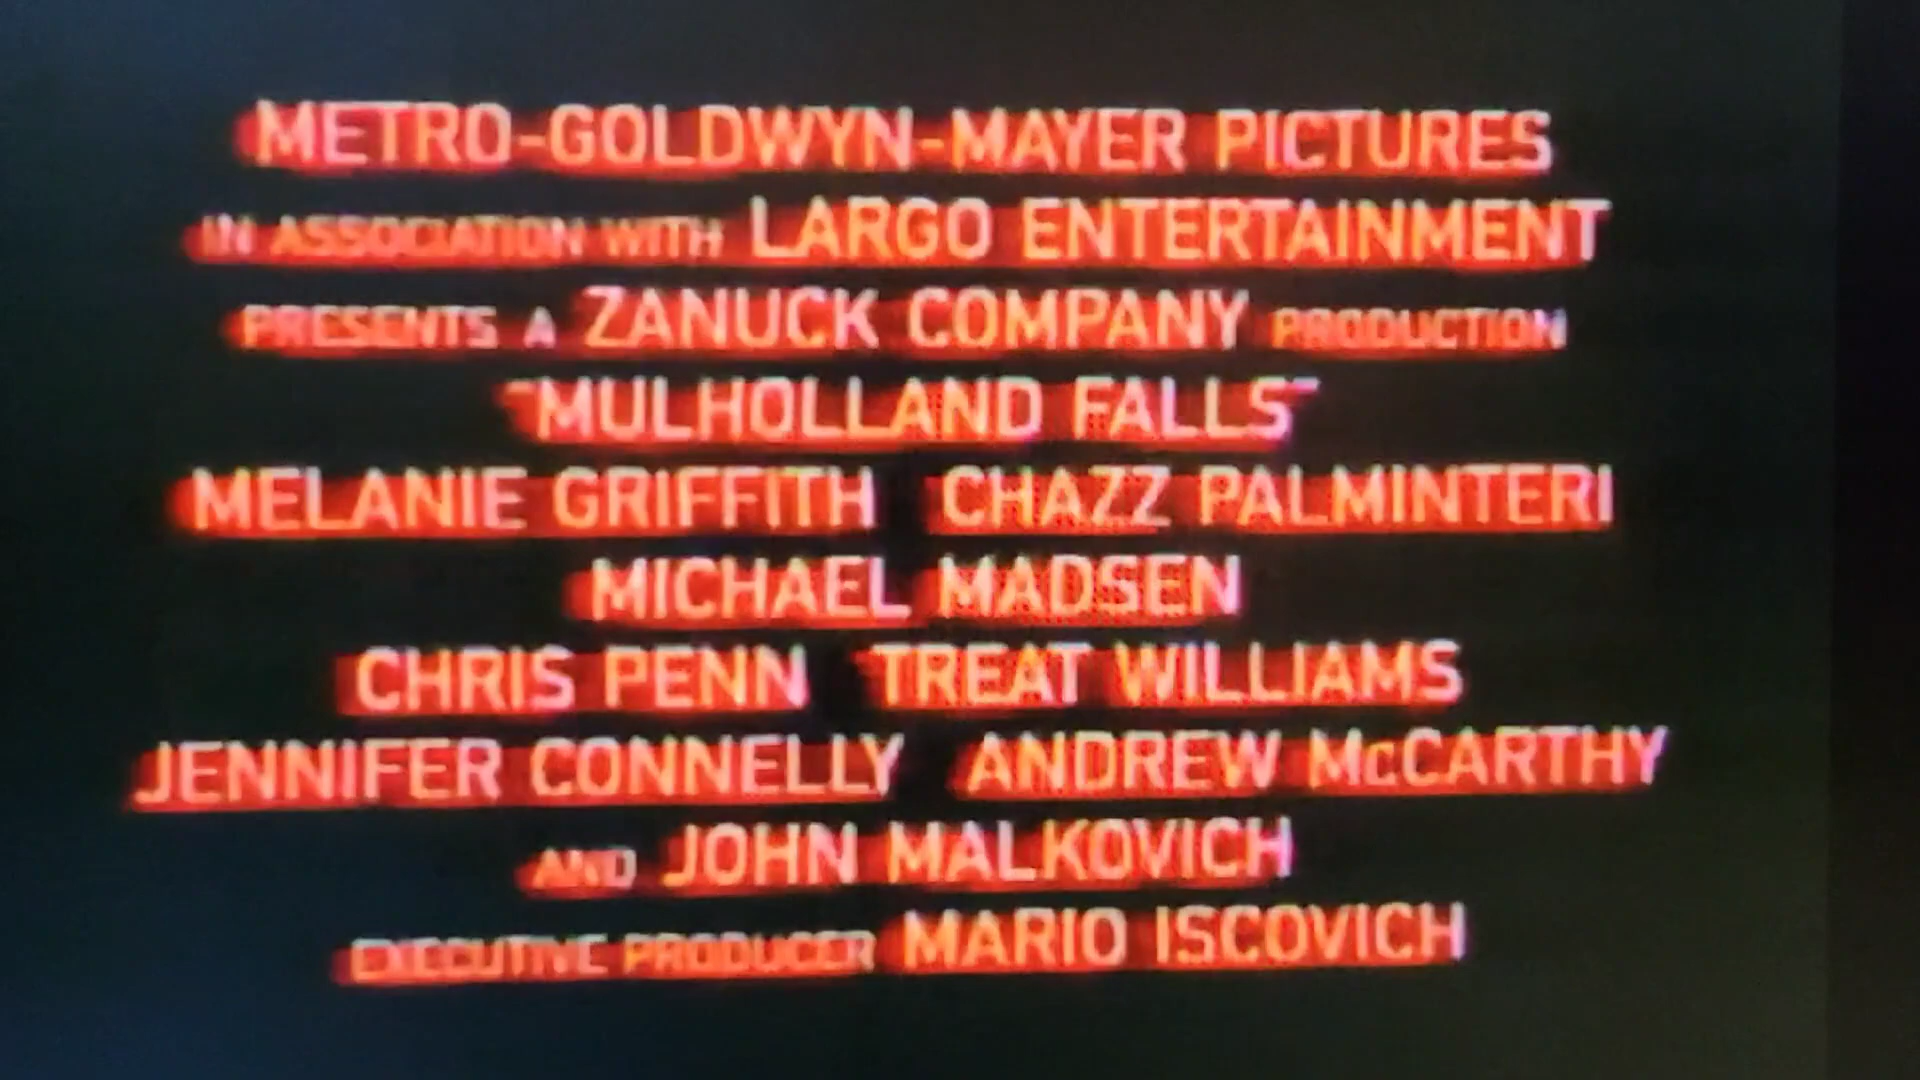 METRO-GOLDWYN-MAYER PICTURES
IN ASSOCIATION WITH LARGO ENTERTAINMENT
PRESENTS A ZANUCK COMPANY PRODUCTION
"MULHOLLAND FALLS"
MELANIE GRIFFITH CHAZZ PALMINTERI
MICHAEL MADSEN
CHRIS PENN TREAT WILLIAMS
JENNIFER CONNELLY ANDREW McCARTHY
AND JOHN MALKOVICH
EXECUTIVE PRODUCER MARIO ISCOVICH